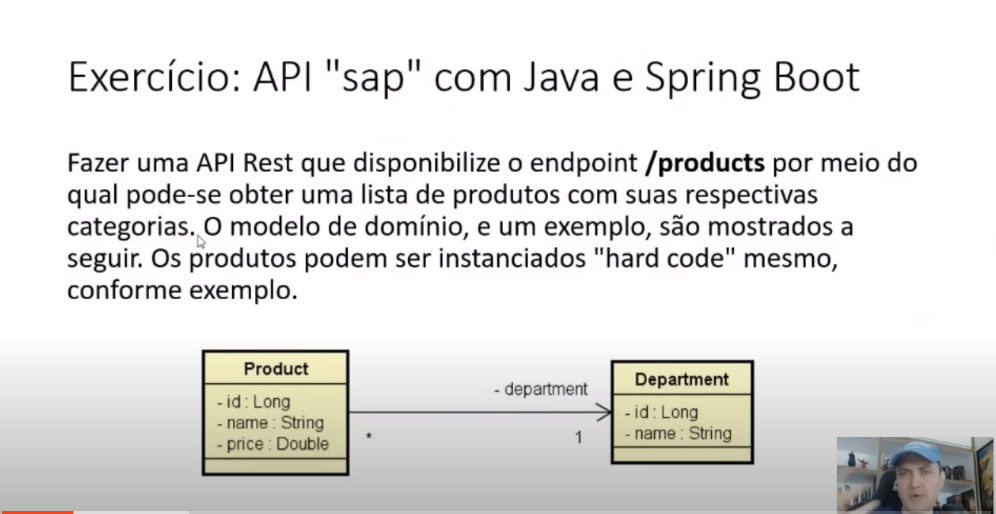 Exercício: API "sap" com Java e Spring Boot
Fazer uma API Rest que disponibilize o endpoint /products por meio do
qual pode-se obter uma lista de produtos com suas respectivas
categorias. O modelo de domínio, e um exemplo, são mostrados a
seguir. Os produtos podem ser instanciados "hard code" mesmo,
conforme exemplo.
Product
- id : Long
- name : String
- price : Double
- department
*
1
Department
- id : Long
- name : String